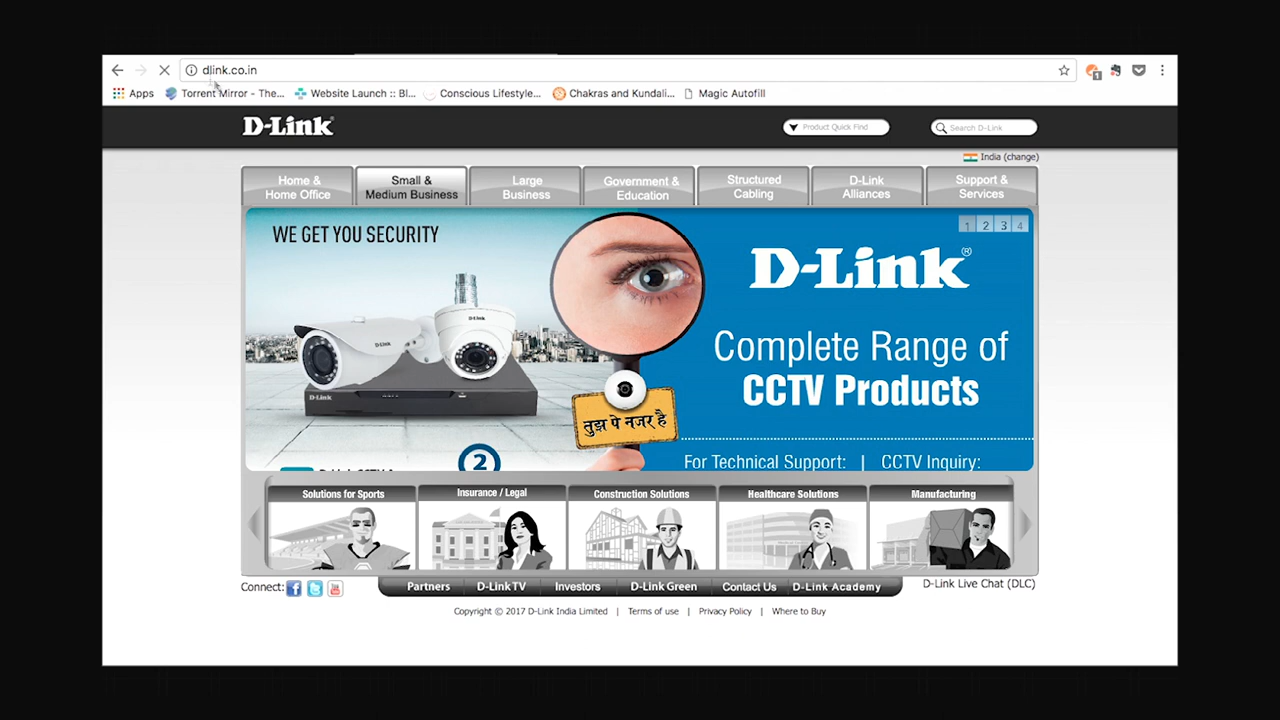 dlink.co.in
Apps
Torrent Mirror - The...
Website Launch :: Bl...
Conscious Lifestyle...
Chakras and Kundali...
Magic Autofill
D-Link
Product Quick Find
Search D-Link
India (change)
Home &
Home Office
Small &
Medium Business
Large
Business
Government &
Education
Structured
Cabling
D-Link
Alliances
Support &
Services
WE GET YOU SECURITY
1 2 3 4
D-Link®
Complete Range of
CCTV Products
D-Link
D-Link
D-Link
तुझ पे नजर है
2
For Technical Support: | CCTV Inquiry:
Solutions for Sports
Insurance / Legal
Construction Solutions
Healthcare Solutions
Manufacturing
Connect:
Partners
D-Link TV
Investors
D-Link Green
Contact Us
D-Link Academy
D-Link Live Chat (DLC)
Copyright © 2017 D-Link India Limited | Terms of use | Privacy Policy | Where to Buy